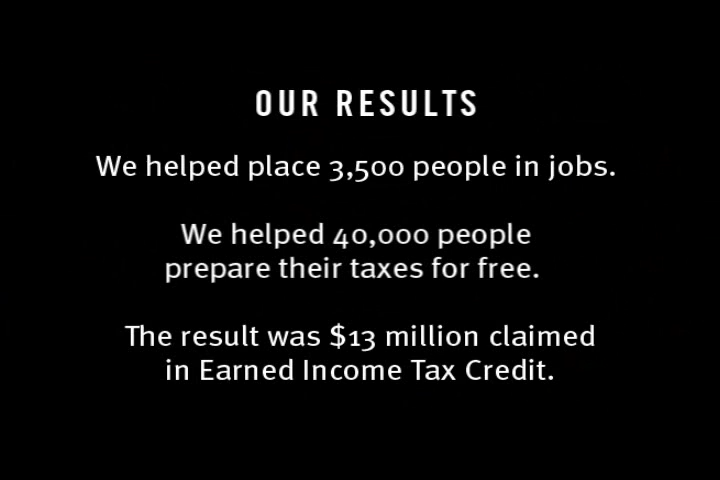 OUR RESULTS
We helped place 3,500 people in jobs.
We helped 40,000 people
prepare their taxes for free.
The result was $13 million claimed
in Earned Income Tax Credit.